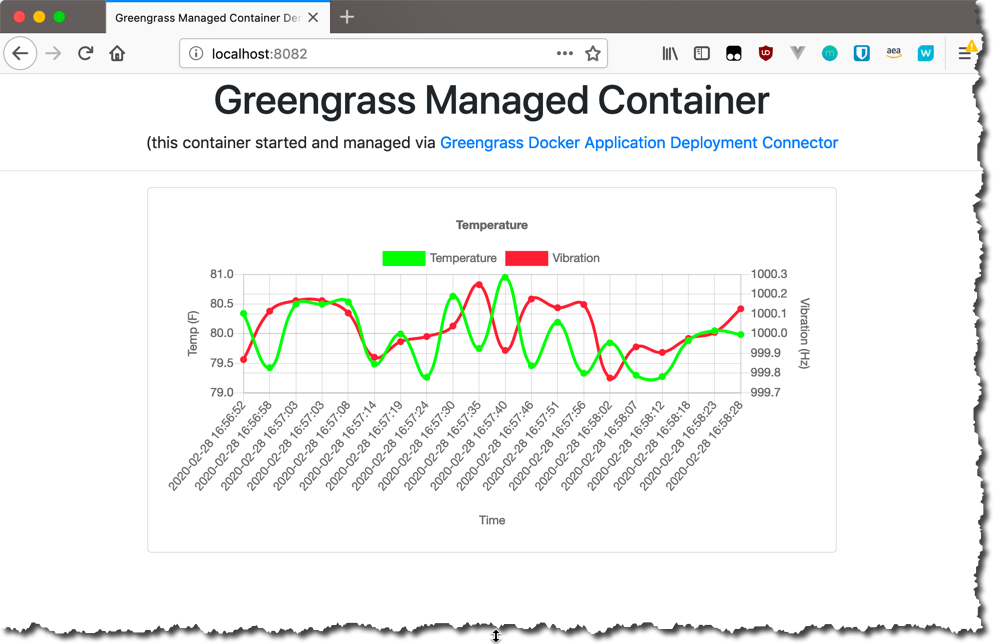 Greengrass Managed Container Der
localhost:8082
UD
m
aea
w
Greengrass Managed Container
(this container started and managed via Greengrass Docker Application Deployment Connector
Temperature
Temperature Vibration
81.0
80.5
80.0
79.5
79.0
Temp (F)
1000.3
1000.2
1000.1
1000.0
999.9
999.8
999.7
Vibration (Hz)
2020-02-28 16:56:52
2020-02-28 16:56:58
2020-02-28 16:57:03
2020-02-28 16:57:03
2020-02-28 16:57:08
2020-02-28 16:57:14
2020-02-28 16:57:19
2020-02-28 16:57:24
2020-02-28 16:57:30
2020-02-28 16:57:35
2020-02-28 16:57:40
2020-02-28 16:57:46
2020-02-28 16:57:51
2020-02-28 16:57:56
2020-02-28 16:58:02
2020-02-28 16:58:07
2020-02-28 16:58:12
2020-02-28 16:58:18
2020-02-28 16:58:23
2020-02-28 16:58:28
Time